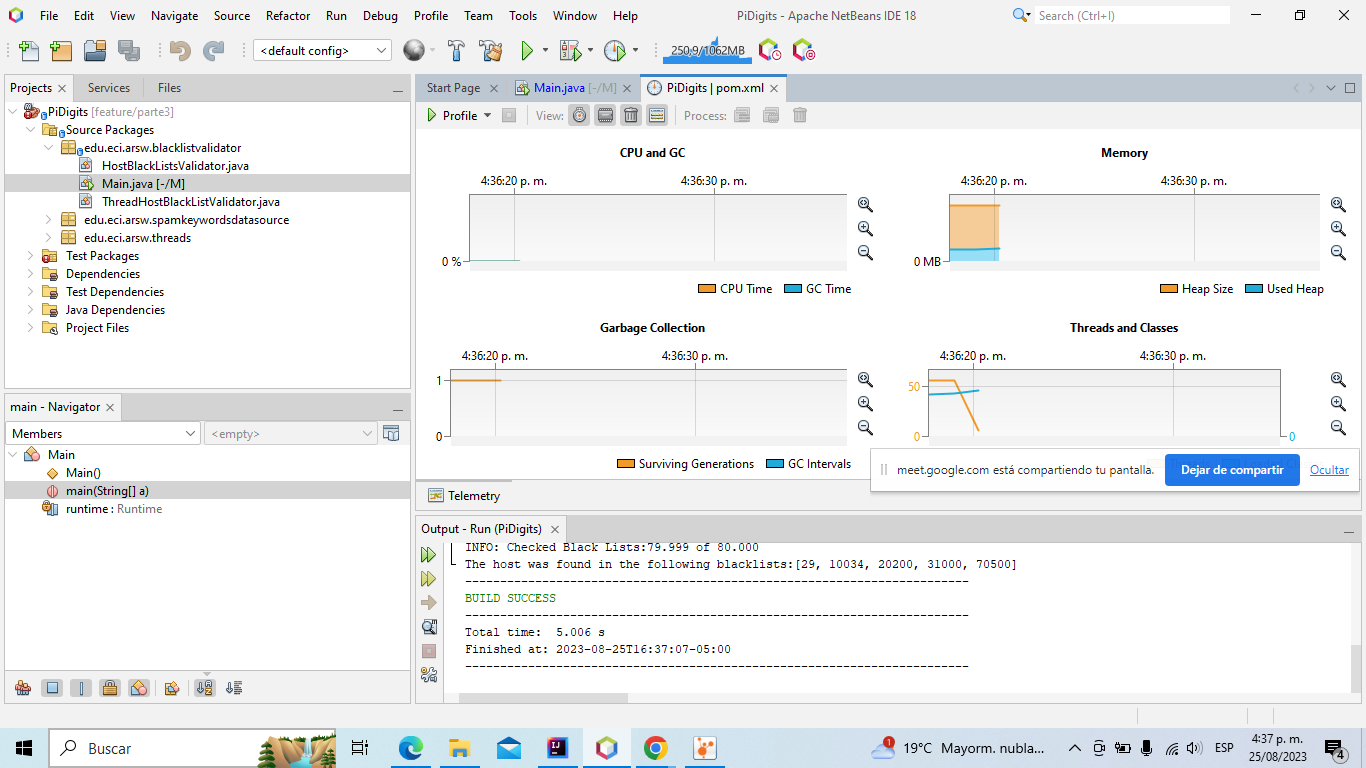 File Edit View Navigate Source Refactor Run Debug Profile Team Tools Window Help
PiDigits - Apache NetBeans IDE 18
Search (Ctrl+I)
<default config>
250,9/1062MB
Projects
Services
Files
PiDigits [feature/parte3]
Source Packages
edu.eci.arsw.blacklistvalidator
HostBlackListsValidator.java
Main.java [-/M]
ThreadHostBlackListValidator.java
edu.eci.arsw.spamkeywordsdatasource
edu.eci.arsw.threads
Test Packages
Dependencies
Test Dependencies
Java Dependencies
Project Files
main - Navigator
Members
<empty>
Main
Main()
main(String[] a)
runtime : Runtime
Start Page
Main.java [-/M]
PiDigits | pom.xml
Profile
View:
Process:
CPU and GC
4:36:20 p. m.
4:36:30 p. m.
0 %
CPU Time
GC Time
Memory
4:36:20 p. m.
4:36:30 p. m.
0 MB
Heap Size
Used Heap
Garbage Collection
4:36:20 p. m.
4:36:30 p. m.
1
0
Surviving Generations
GC Intervals
Threads and Classes
4:36:20 p. m.
4:36:30 p. m.
50
0
0
meet.google.com está compartiendo tu pantalla.
Dejar de compartir
Ocultar
Telemetry
Output - Run (PiDigits)
INFO: Checked Black Lists:79.999 of 80.000
The host was found in the following blacklists:[29, 10034, 20200, 31000, 70500]
------------------------------------------------------------------------
BUILD SUCCESS
------------------------------------------------------------------------
Total time:  5.006 s
Finished at: 2023-08-25T16:37:07-05:00
------------------------------------------------------------------------
Buscar
1
19°C Mayorm. nubla...
ESP
4:37 p. m.
25/08/2023
4